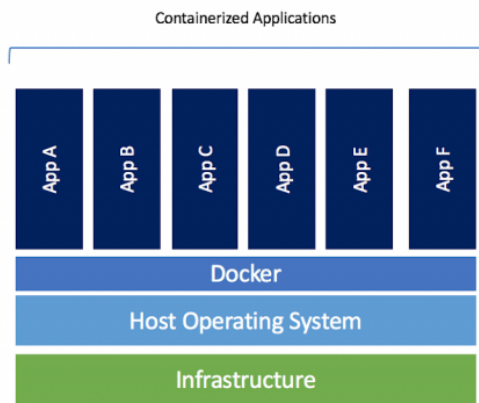 Containerized Applications
App A
App B
App C
App D
App E
App F
Docker
Host Operating System
Infrastructure